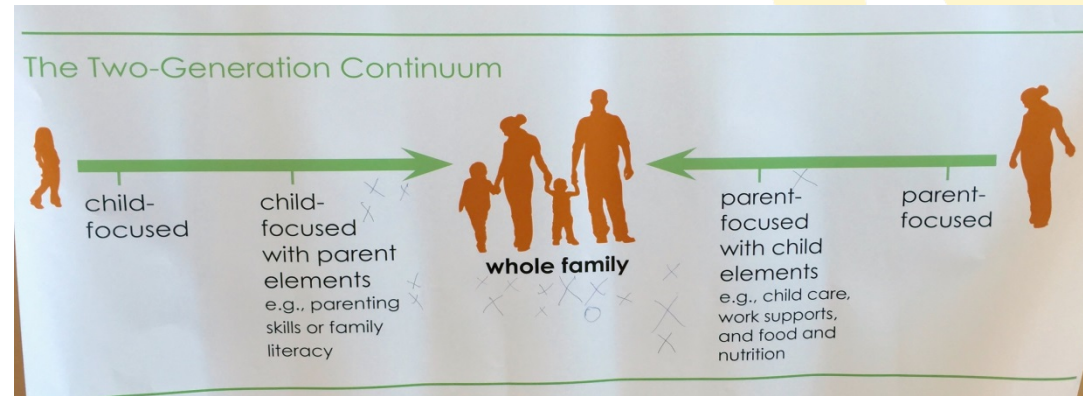 The Two-Generation Continuum
child-
focused
child-
focused
with parent
elements
e.g., parenting
skills or family
literacy
whole family
parent-
focused
with child
elements
e.g., child care,
work supports,
and food and
nutrition
parent-
focused